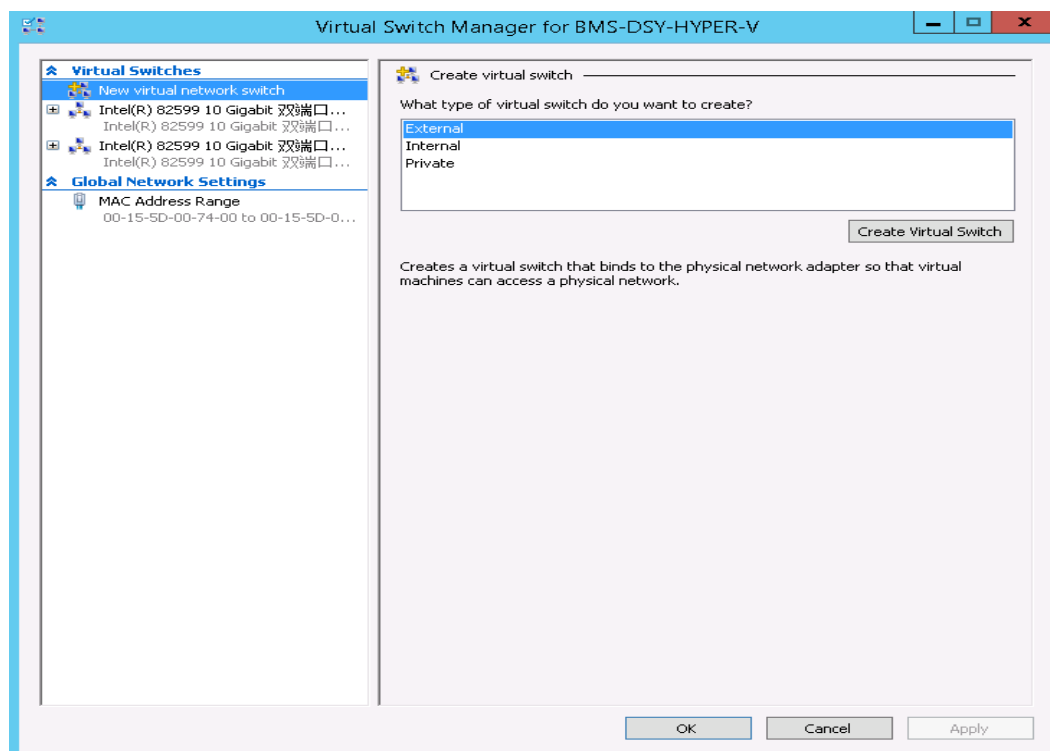 Virtual Switch Manager for BMS-DSY-HYPER-V
Virtual Switches
New virtual network switch
Intel(R) 82599 10 Gigabit 双端口...
Intel(R) 82599 10 Gigabit 双端口...
Intel(R) 82599 10 Gigabit 双端口...
Intel(R) 82599 10 Gigabit 双端口...
Global Network Settings
MAC Address Range
00-15-5D-00-74-00 to 00-15-5D-0...
Create virtual switch
What type of virtual switch do you want to create?
External
Internal
Private
Create Virtual Switch
Creates a virtual switch that binds to the physical network adapter so that virtual
machines can access a physical network.
OK
Cancel
Apply